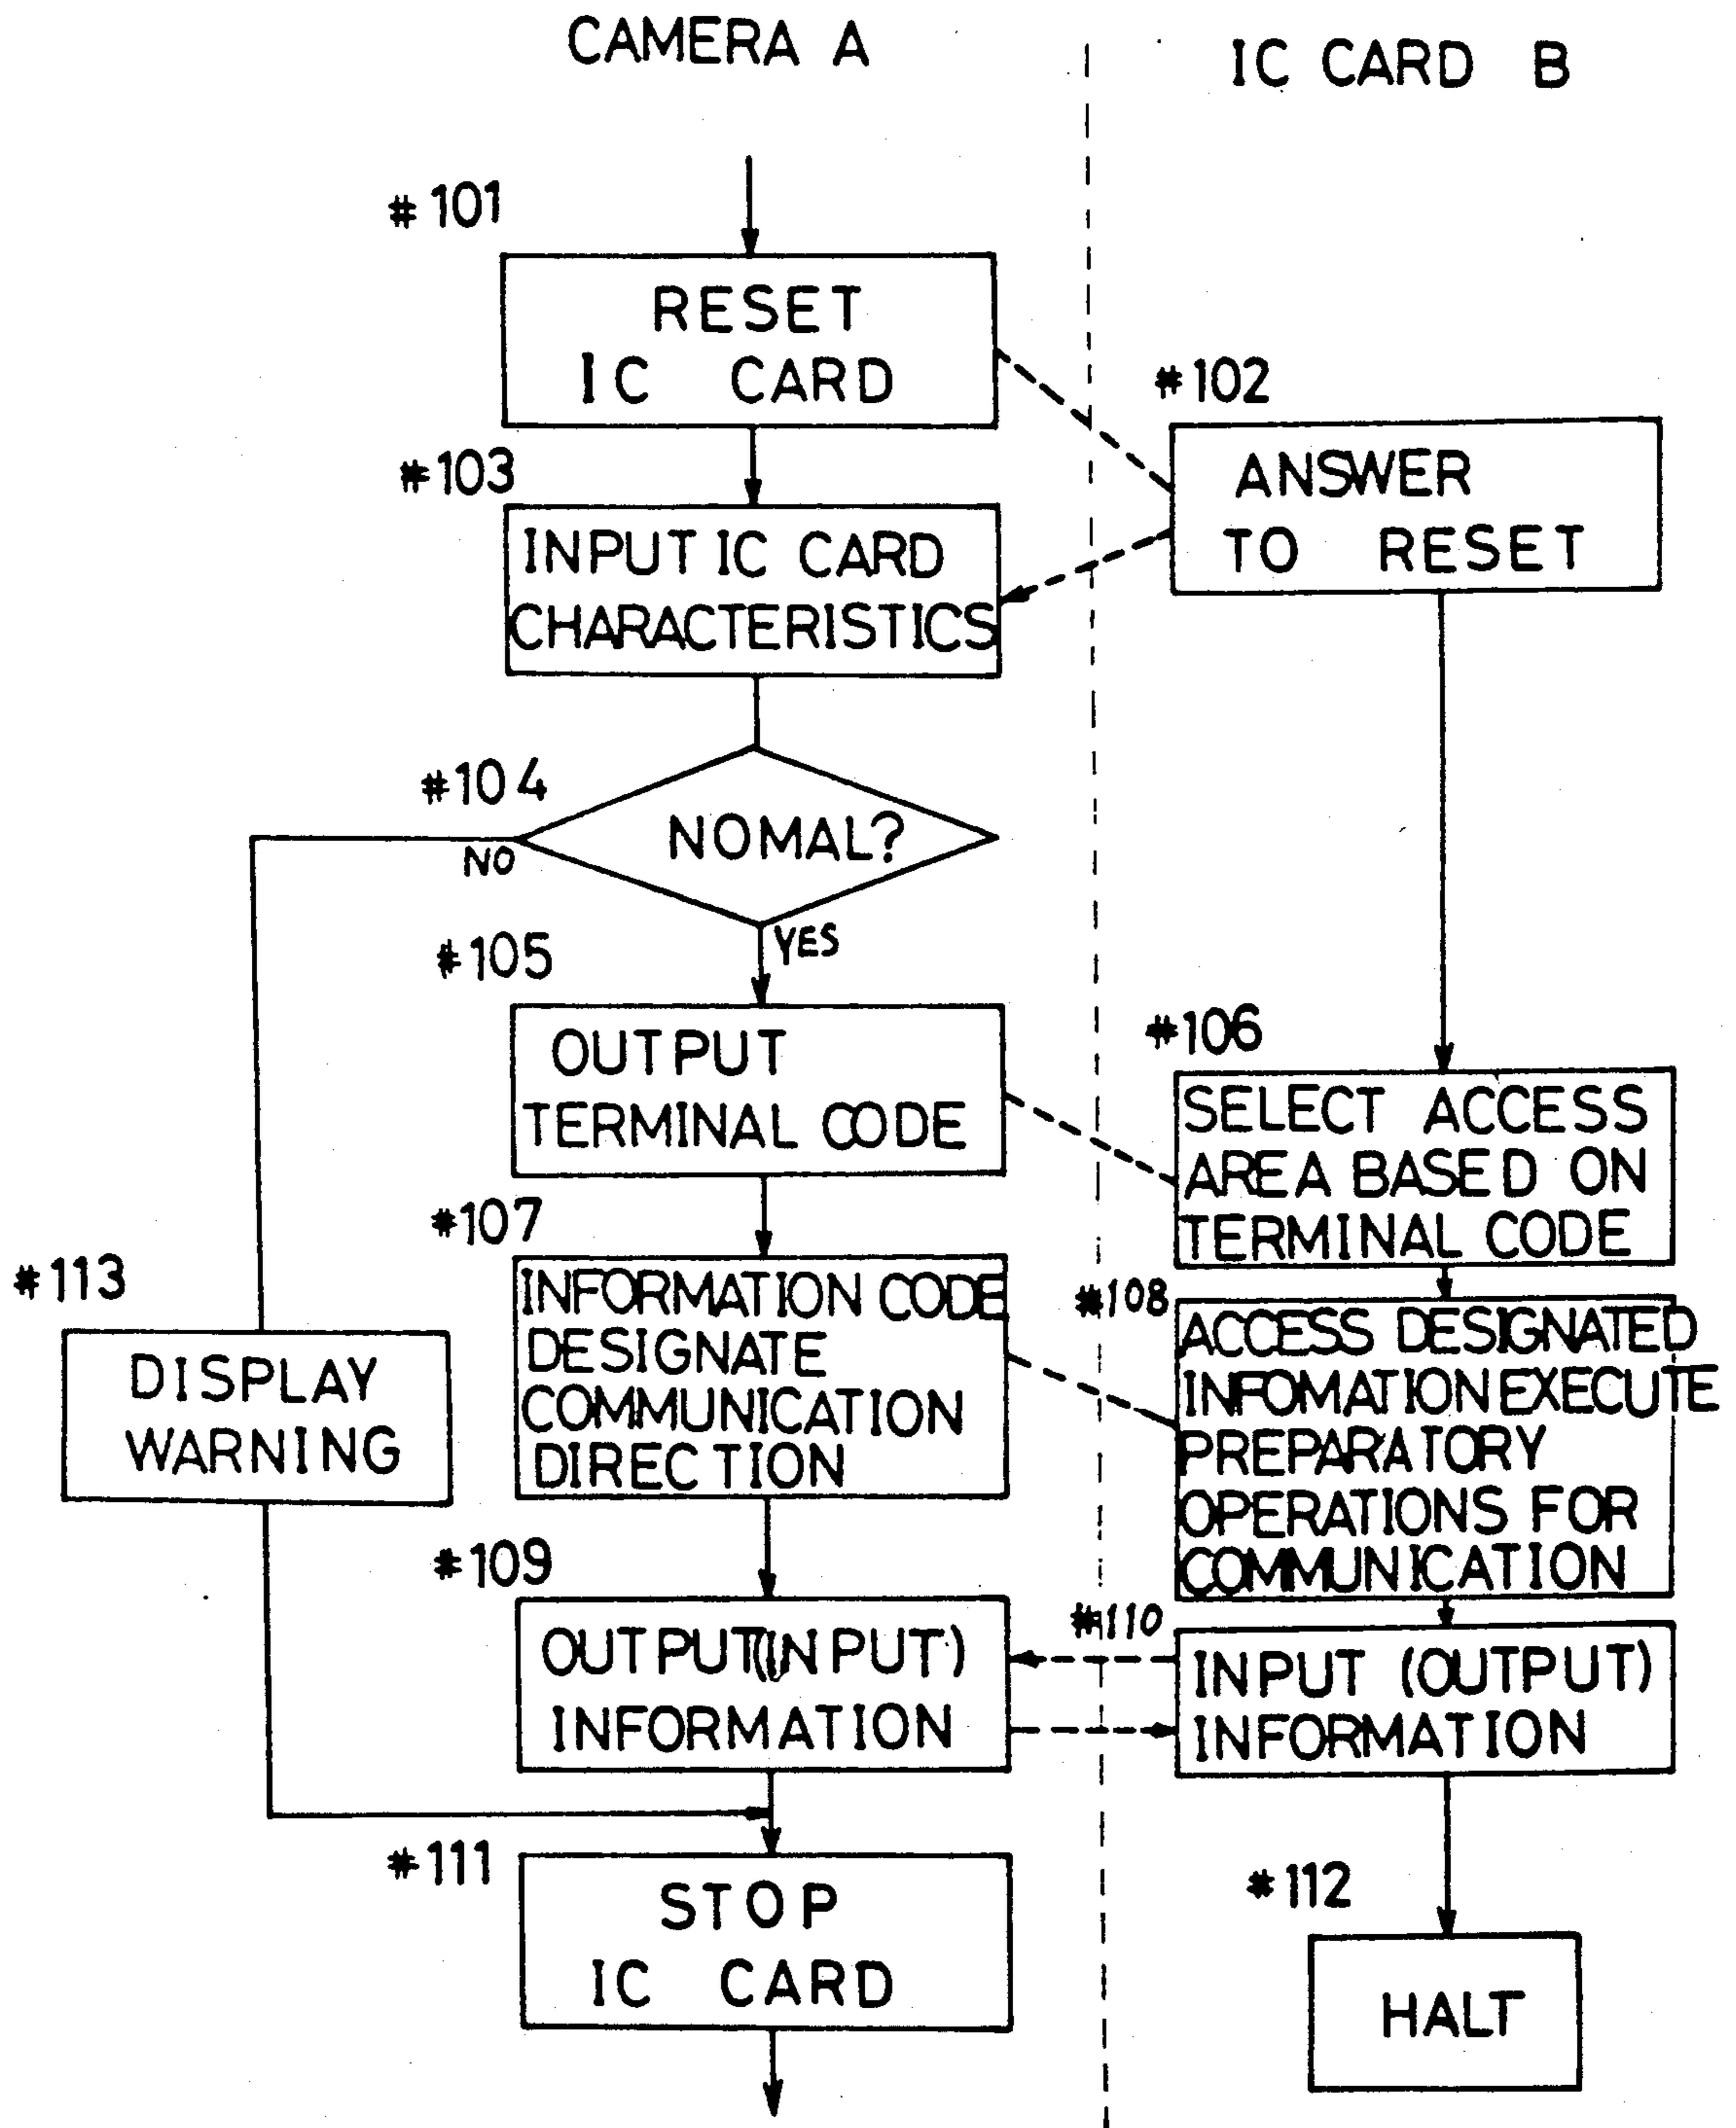 CAMERA A
IC CARD B
#101
RESET
IC CARD
#102
ANSWER
TO RESET
#103
INPUT IC CARD
CHARACTERISTICS
#104
NOMAL?
NO
YES
#105
OUTPUT
TERMINAL CODE
#106
SELECT ACCESS
AREA BASED ON
TERMINAL CODE
#107
INFORMATION CODE
DESIGNATE
COMMUNICATION
DIRECTION
#108
ACCESS DESIGNATED
INFOMATION EXECUTE
PREPARATORY
OPERATIONS FOR
COMMUNICATION
#113
DISPLAY
WARNING
#109
OUTPUT(INPUT)
INFORMATION
#110
INPUT (OUTPUT)
INFORMATION
#111
STOP
IC CARD
#112
HALT